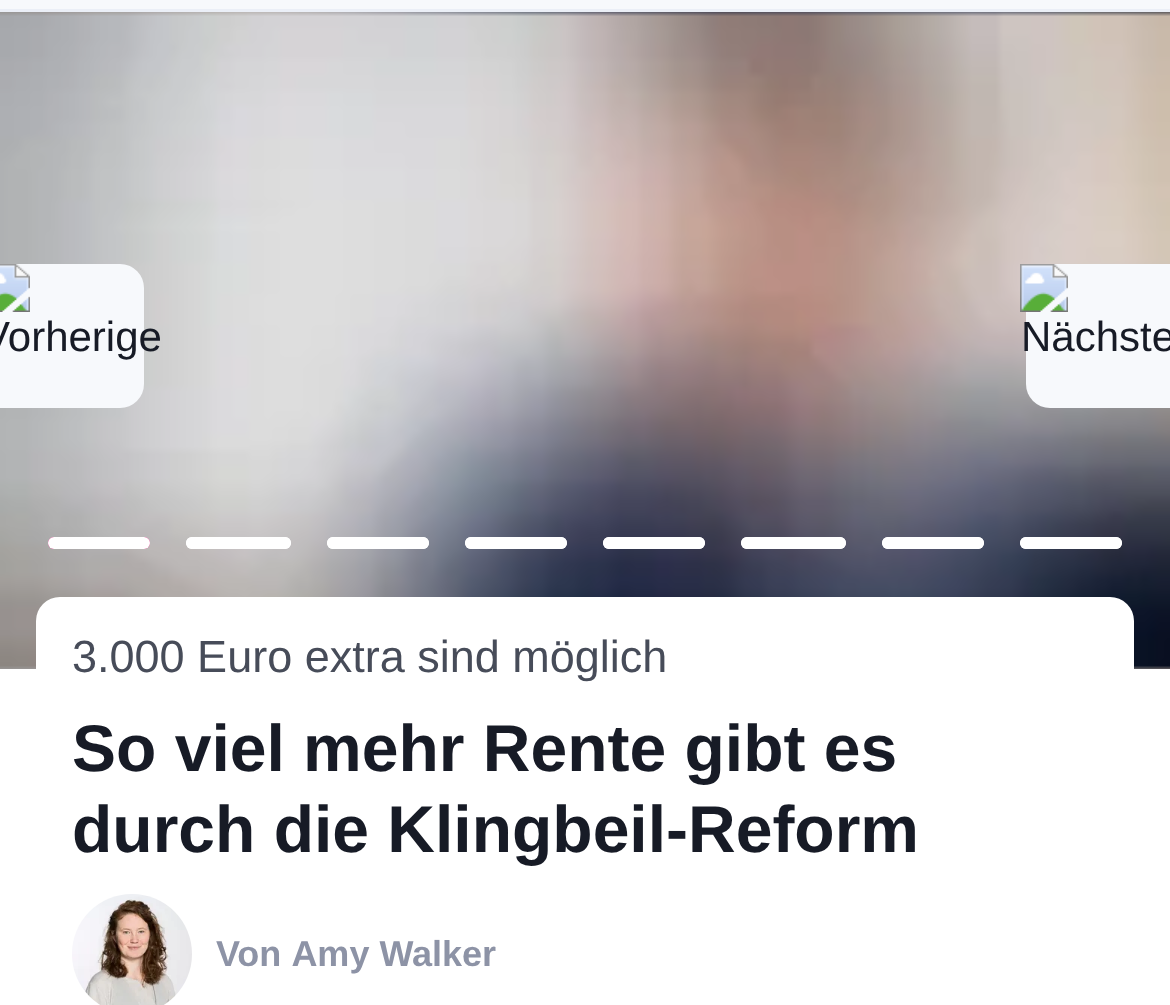 Vorherige
Nächste
3.000 Euro extra sind möglich
So viel mehr Rente gibt es
durch die Klingbeil-Reform
Von Amy Walker